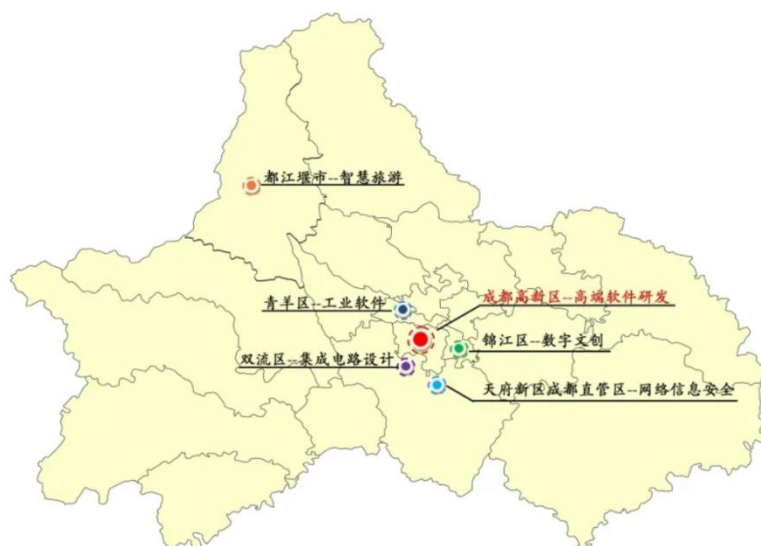 都江堰市--智慧旅游
青羊区--工业软件
成都高新区--高端软件研发
锦江区--数字文创
双流区--集成电路设计
天府新区成都直管区--网络信息安全